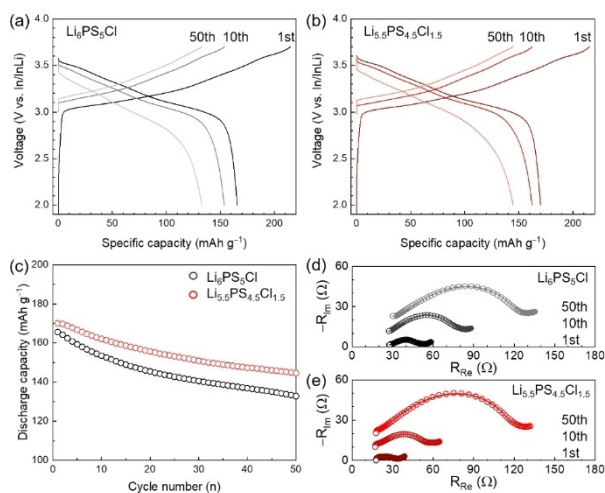 (a)
Li₆PS₅Cl
50th 10th 1st
4.0
3.5
3.0
2.5
2.0
Voltage (V vs. In/InLi)
0 50 100 150 200
Specific capacity (mAh g⁻¹)
(b)
Li₅.₅PS₄.₅Cl₁.₅
50th 10th 1st
4.0
3.5
3.0
2.5
2.0
Voltage (V vs. In/InLi)
0 50 100 150 200
Specific capacity (mAh g⁻¹)
(c)
Li₆PS₅Cl
Li₅.₅PS₄.₅Cl₁.₅
200
180
160
140
120
100
Discharge capacity (mAh g⁻¹)
0 10 20 30 40 50
Cycle number (n)
(d)
Li₆PS₅Cl
50th
10th
1st
60
40
20
0
−R_Im (Ω)
0 30 60 90 120 150 180
R_Re (Ω)
(e)
Li₅.₅PS₄.₅Cl₁.₅
50th
10th
1st
60
40
20
0
−R_Im (Ω)
0 30 60 90 120 150 180
R_Re (Ω)